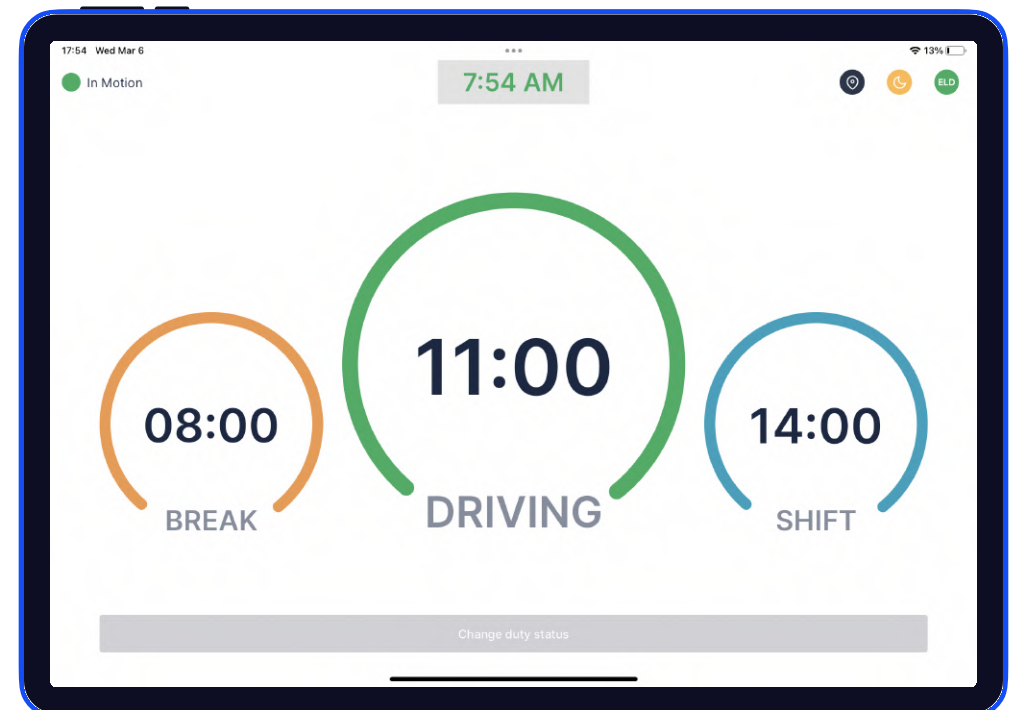 17:54 Wed Mar 6
13%
In Motion
7:54 AM
ELD
11:00
08:00
14:00
DRIVING
BREAK
SHIFT
Change duty status